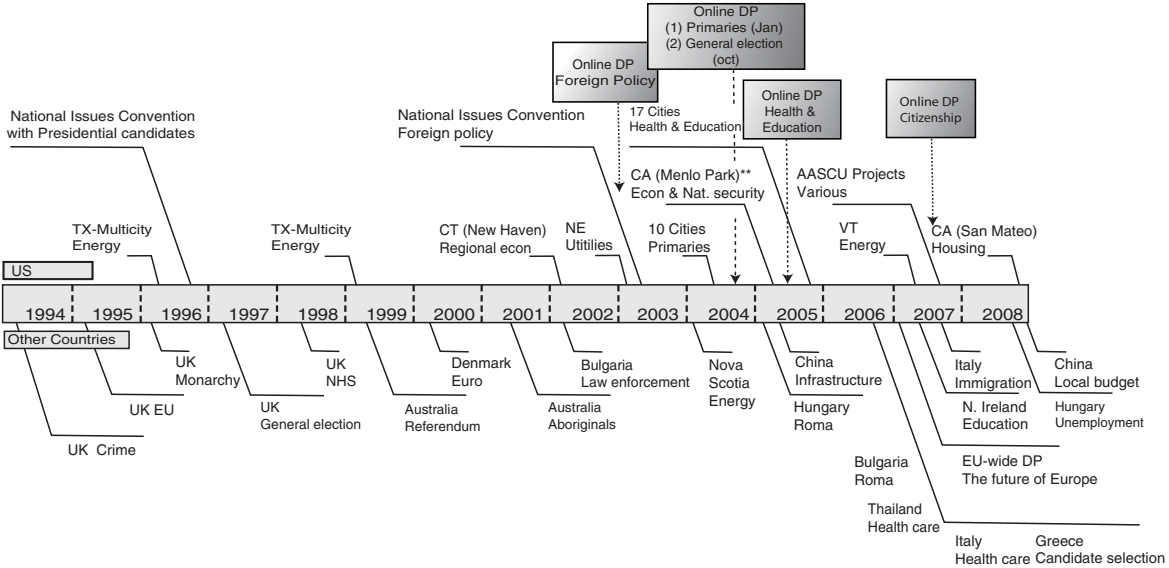 Online DP
(1) Primaries (Jan)
(2) General election
(oct)
Online DP
Foreign Policy
Online DP
Health &
Education
Online DP
Citizenship
National Issues Convention
with Presidential candidates
National Issues Convention
Foreign policy
17 Cities
Health & Education
CA (Menlo Park)**
Econ & Nat. security
AASCU Projects
Various
TX-Multicity
Energy
TX-Multicity
Energy
CT (New Haven)
Regional econ
NE
Utitilies
10 Cities
Primaries
VT
Energy
CA (San Mateo)
Housing
US
1994 1995 1996 1997 1998 1999 2000 2001 2002 2003 2004 2005 2006 2007 2008
Other Countries
UK
Monarchy
UK
NHS
Denmark
Euro
Bulgaria
Law enforcement
Nova
Scotia
Energy
China
Infrastructure
Italy
Immigration
China
Local budget
UK EU
UK
General election
Australia
Referendum
Australia
Aboriginals
Hungary
Roma
N. Ireland
Education
Hungary
Unemployment
UK Crime
Bulgaria
Roma
EU-wide DP
The future of Europe
Thailand
Health care
Italy
Health care
Greece
Candidate selection